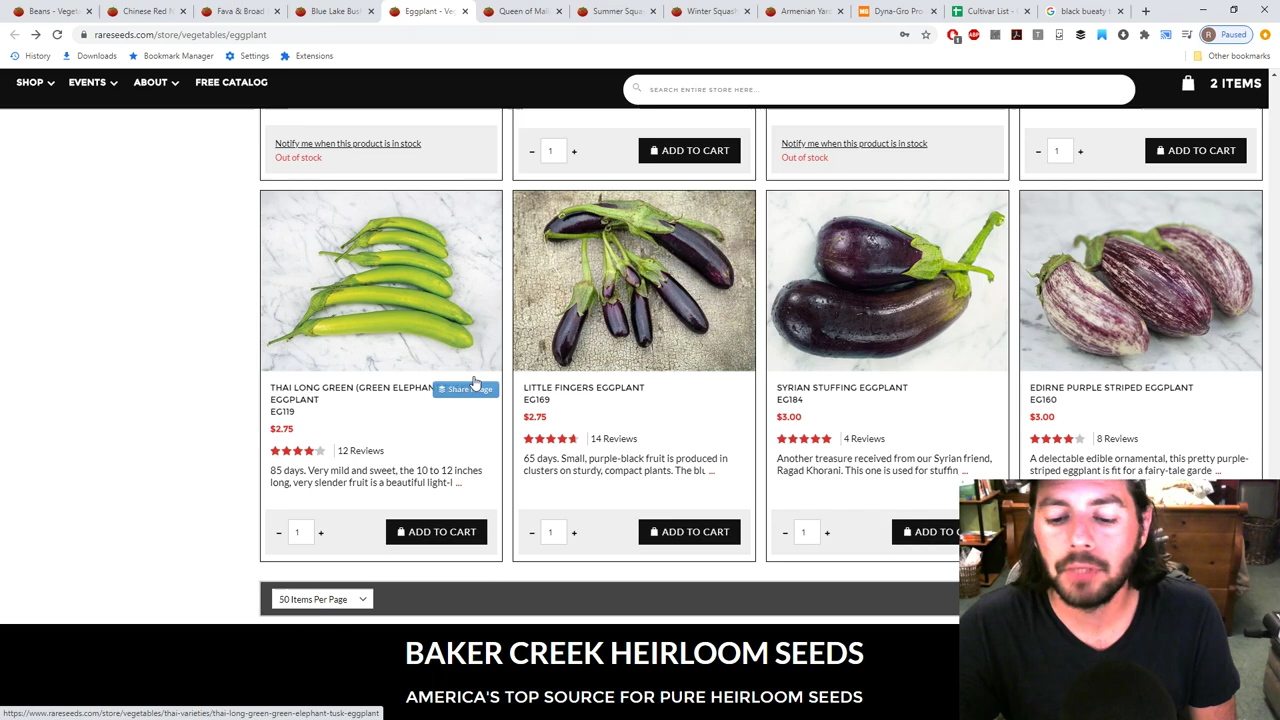 Beans - Veget
Chinese Red N
Fava & Broad
Blue Lake Bus
Eggplant - Ve
Queen of Mal
Summer Squa
Winter Squas
Armenian Yar
Dyna-Gro Pro
Cultivar List -
black bueaty
rareseeds.com/store/vegetables/eggplant
Paused
History Downloads Settings Bookmark Manager Extensions Other bookmarks
SHOP EVENTS ABOUT FREE CATALOG
SEARCH ENTIRE STORE HERE...
2 ITEMS
Notify me when this product is in stock
Out of stock
- 1 +
ADD TO CART
Notify me when this product is in stock
Out of stock
- 1 +
ADD TO CART
THAI LONG GREEN (GREEN ELEPHAN
EGGPLANT
EG119
$2.75
12 Reviews
85 days. Very mild and sweet, the 10 to 12 inches
long, very slender fruit is a beautiful light-l ...
- 1 +
ADD TO CART
LITTLE FINGERS EGGPLANT
EG169
$2.75
14 Reviews
65 days. Small, purple-black fruit is produced in
clusters on sturdy, compact plants. The blu ...
- 1 +
ADD TO CART
SYRIAN STUFFING EGGPLANT
EG184
$3.00
4 Reviews
Another treasure received from our Syrian friend,
Ragad Khorani. This one is used for stuffin ...
- 1 +
ADD TO C
EDIRNE PURPLE STRIPED EGGPLANT
EG160
$3.00
8 Reviews
A delectable edible ornamental, this pretty purple-
striped eggplant is fit for a fairy-tale garde ...
50 Items Per Page
BAKER CREEK HEIRLOOM SEEDS
AMERICA'S TOP SOURCE FOR PURE HEIRLOOM SEEDS
https://www.rareseeds.com/store/vegetables/thai-varieties/thai-long-green-green-elephant-tusk-eggplant